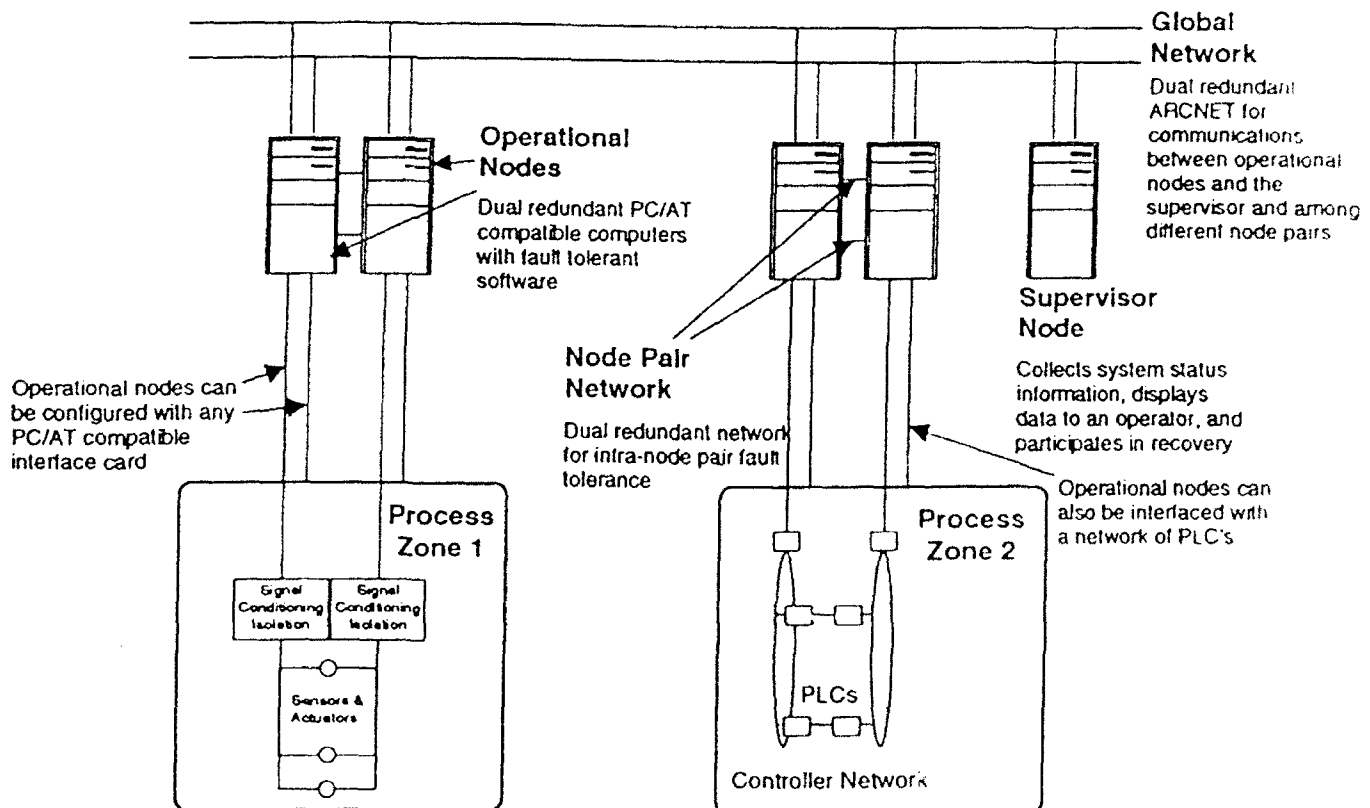 Global
Network
Dual redundant
ARCNET for
communications
between operational
nodes and the
supervisor and among
different node pairs
Operational
Nodes
Dual redundant PC/AT
compatible computers
with fault tolerant
software
Supervisor
Node
Collects system status
information, displays
data to an operator, and
participates in recovery
Node Pair
Network
Dual redundant network
for intra-node pair fault
tolerance
Operational nodes can
be configured with any
PC/AT compatible
interface card
Operational nodes can
also be interfaced with
a network of PLC's
Process
Zone 1
Signal
Conditioning
Isolation
Signal
Conditioning
Isolation
Sensors &
Actuators
Process
Zone 2
PLCs
Controller Network